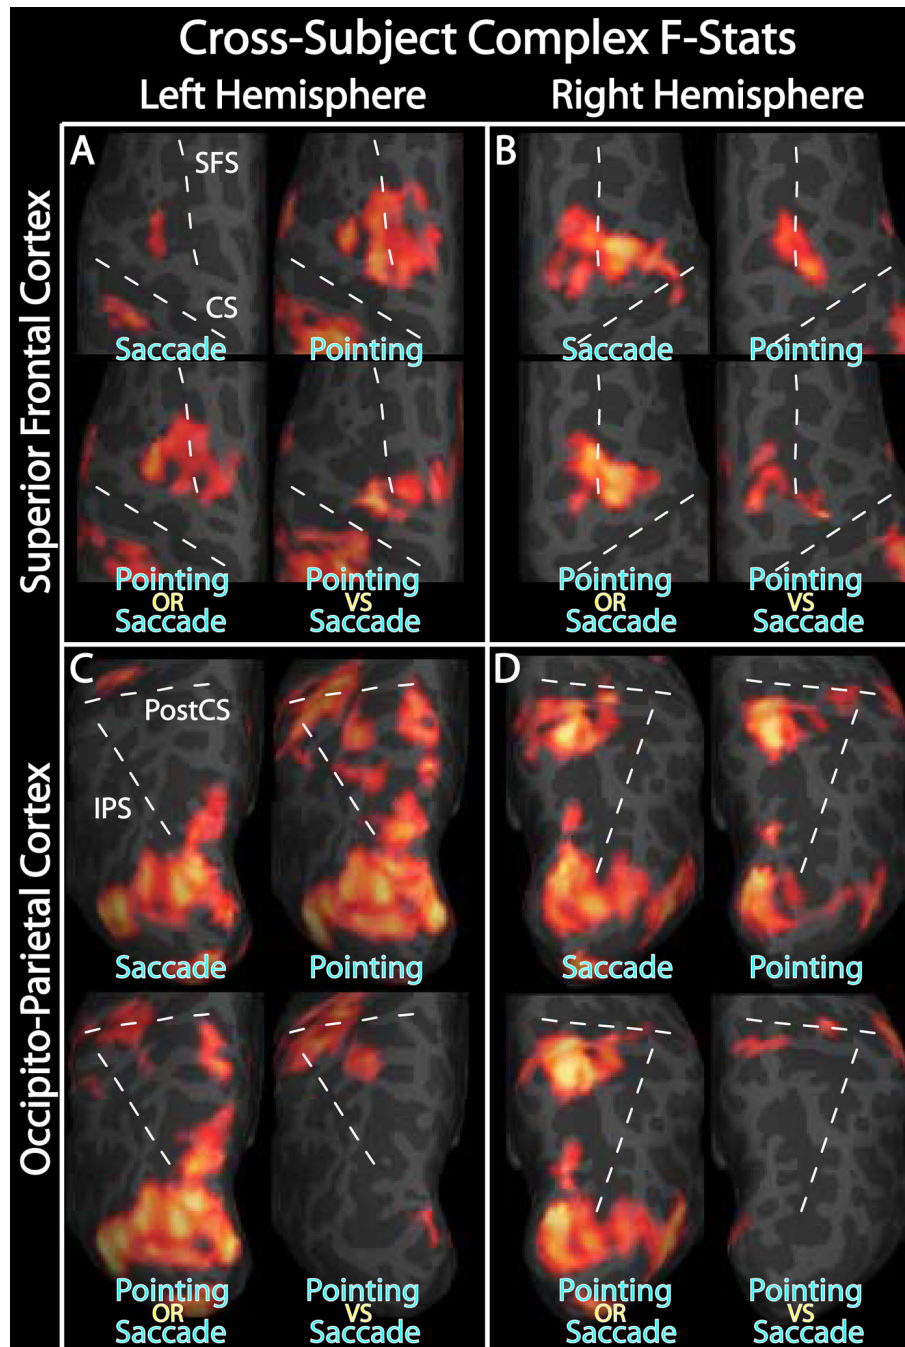 Cross-Subject Complex F-Stats
Left Hemisphere
Right Hemisphere
Superior Frontal Cortex
A
SFS
CS
Saccade
Pointing
Pointing
OR
Saccade
Pointing
VS
Saccade
B
Saccade
Pointing
Pointing
OR
Saccade
Pointing
VS
Saccade
Occipito-Parietal Cortex
C
PostCS
IPS
Saccade
Pointing
Pointing
OR
Saccade
Pointing
VS
Saccade
D
Saccade
Pointing
Pointing
OR
Saccade
Pointing
VS
Saccade